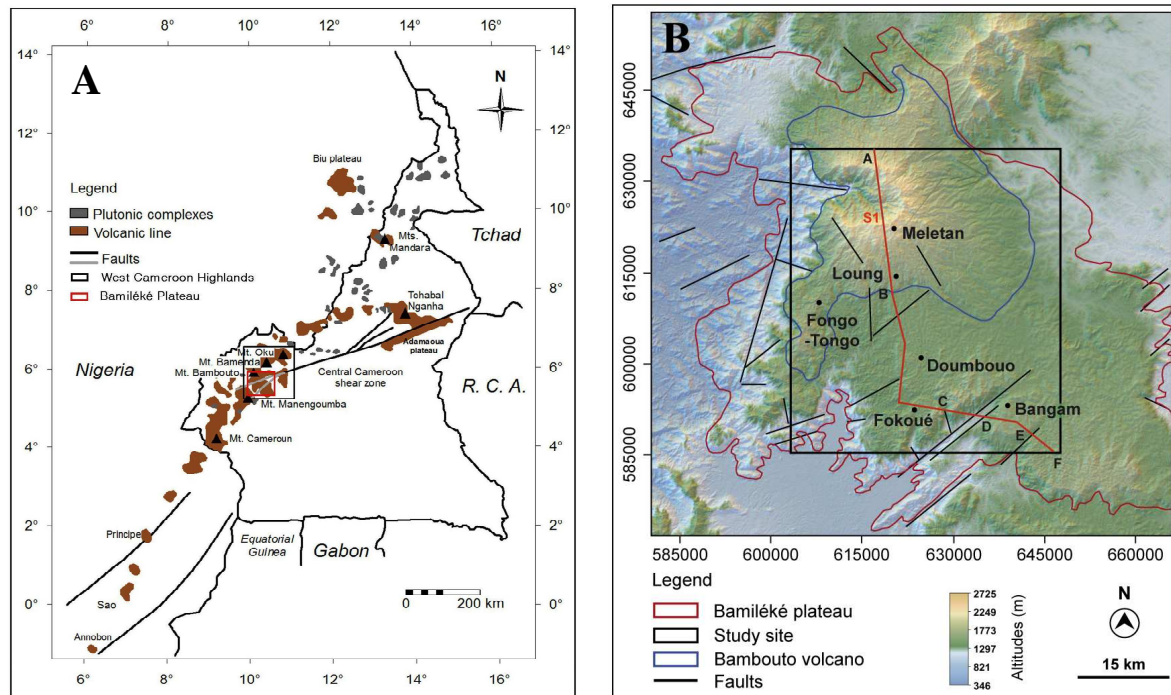 6° 8° 10° 12° 14° 16°
A
14°
14°
N
12°
12°
Biu plateau
Legend
Plutonic complexes
Volcanic line
Faults
West Cameroon Highlands
Bamiléké Plateau
10°
10°
Tchad
Mts.
Mandara
8°
8°
Tchabal
Nganha
Adamaoua
plateau
Mt. Oku
Mt. Bamenda
Mt. Bambouto
6°
6°
Nigeria
Central Cameroon
shear zone
R.C.A.
Mt. Manengoumba
Mt. Cameroun
4°
4°
2°
2°
Principe
Equatorial
Guinea
Gabon
0°
0°
Sao
0 200 km
Annobon
6° 8° 10° 12° 14° 16°
B
645000
630000
615000
600000
585000
A
S1
Meletan
Loung
B
Fongo
-Tongo
Doumbouo
C
Bangam
Fokoué
D
E
F
585000 600000 615000 630000 645000 660000
Legend
Bamiléké plateau
Study site
Bambouto volcano
Faults
2725
2249
1773
1297
821
346
Altitudes (m)
N
15 km